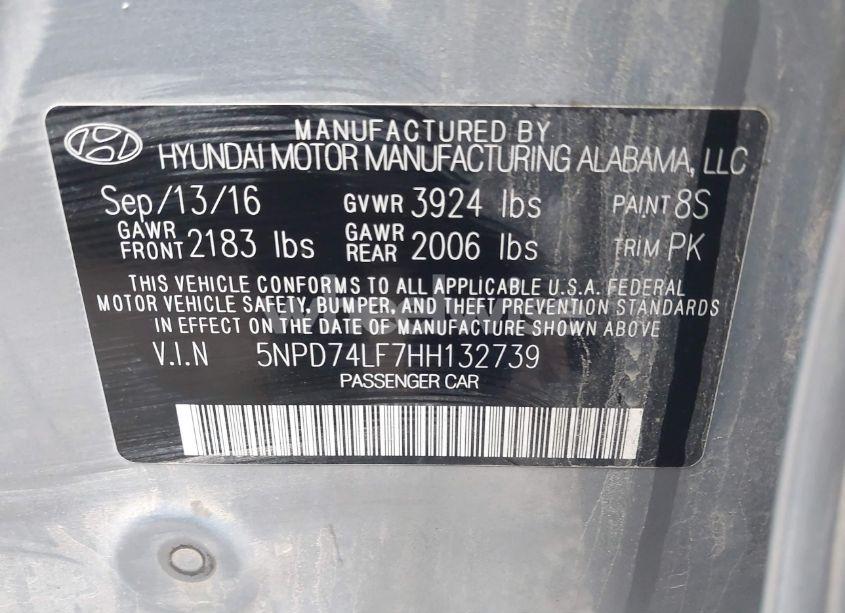 MANUFACTURED BY
HYUNDAI MOTOR MANUFACTURING ALABAMA, LLC
Sep/13/16 GVWR 3924 lbs PAINT 8S
GAWR FRONT 2183 lbs GAWR REAR 2006 lbs TRIM PK
THIS VEHICLE CONFORMS TO ALL APPLICABLE U.S.A. FEDERAL
MOTOR VEHICLE SAFETY, BUMPER, AND THEFT PREVENTION STANDARDS
IN EFFECT ON THE DATE OF MANUFACTURE SHOWN ABOVE
V.I.N 5NPD74LF7HH132739
PASSENGER CAR